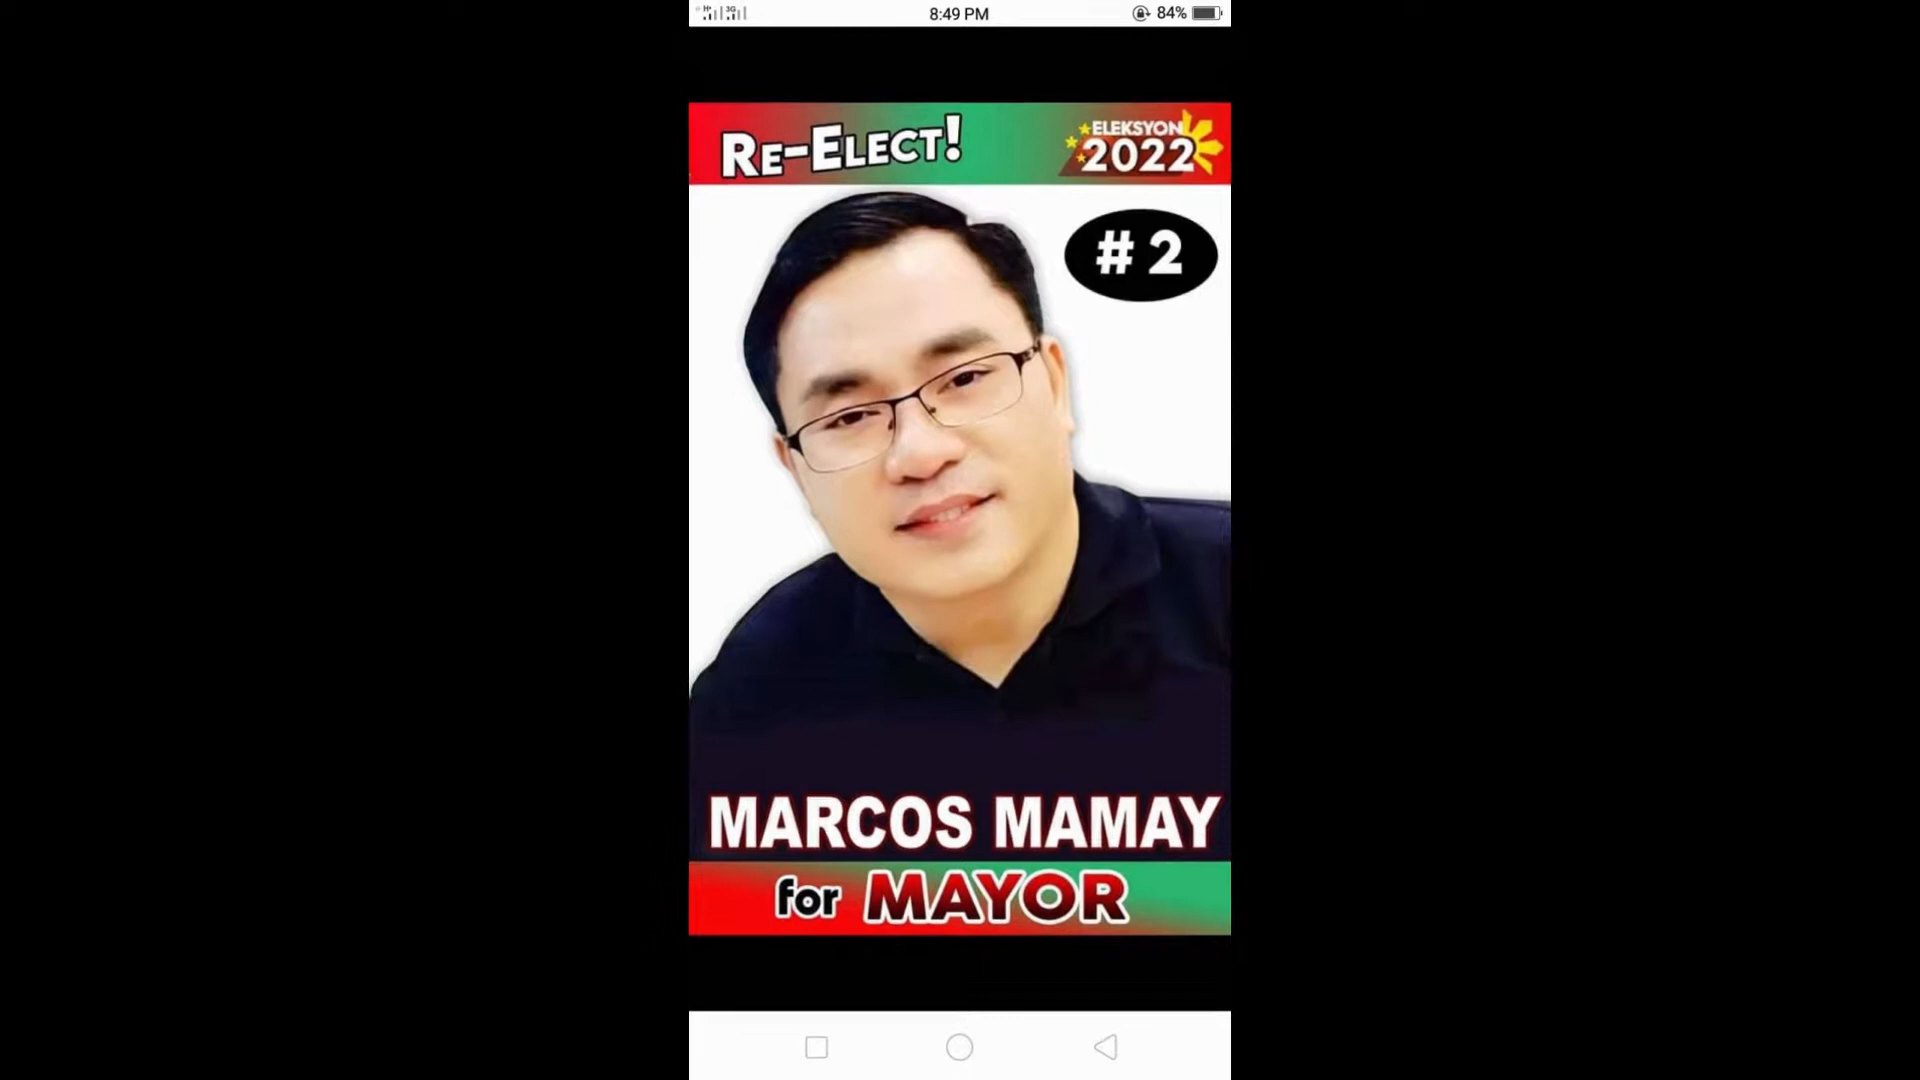 8:49 PM
84%
RE-ELECT!
ELEKSYON
2022
# 2
MARCOS MAMAY
for MAYOR